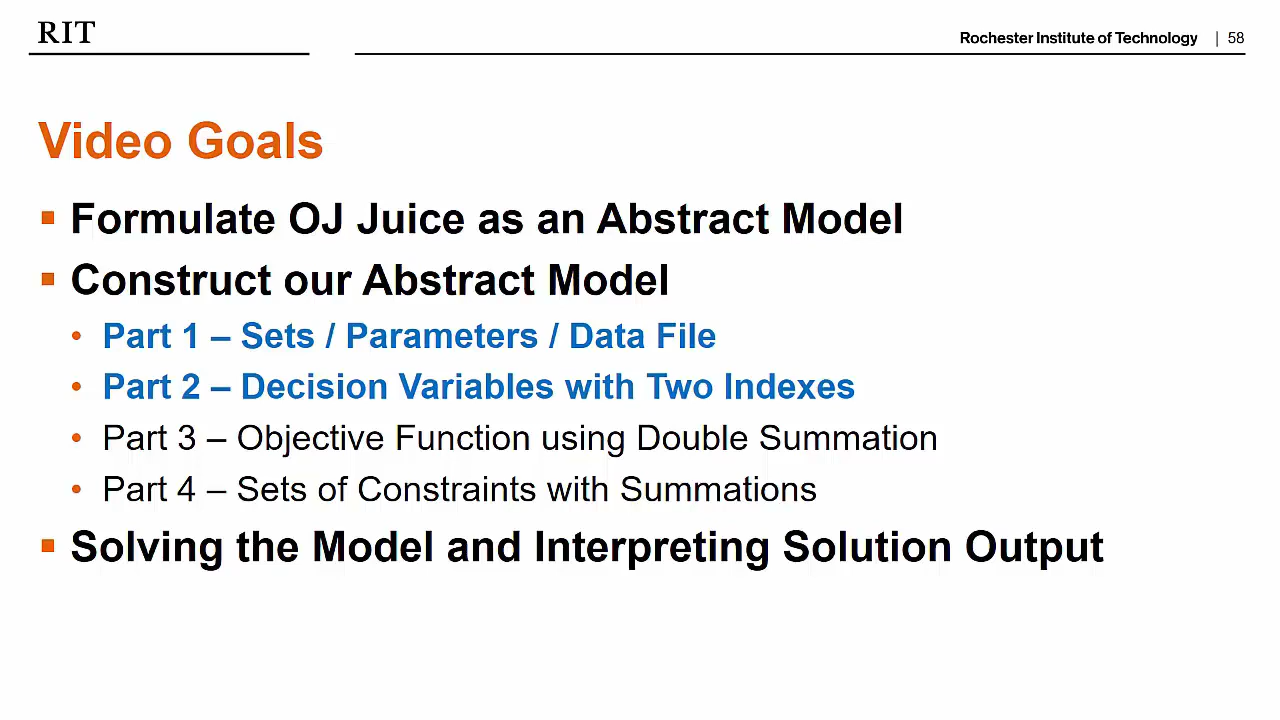 RIT
Rochester Institute of Technology | 58
Video Goals
▪ Formulate OJ Juice as an Abstract Model
▪ Construct our Abstract Model
• Part 1 – Sets / Parameters / Data File
• Part 2 – Decision Variables with Two Indexes
• Part 3 – Objective Function using Double Summation
• Part 4 – Sets of Constraints with Summations
▪ Solving the Model and Interpreting Solution Output